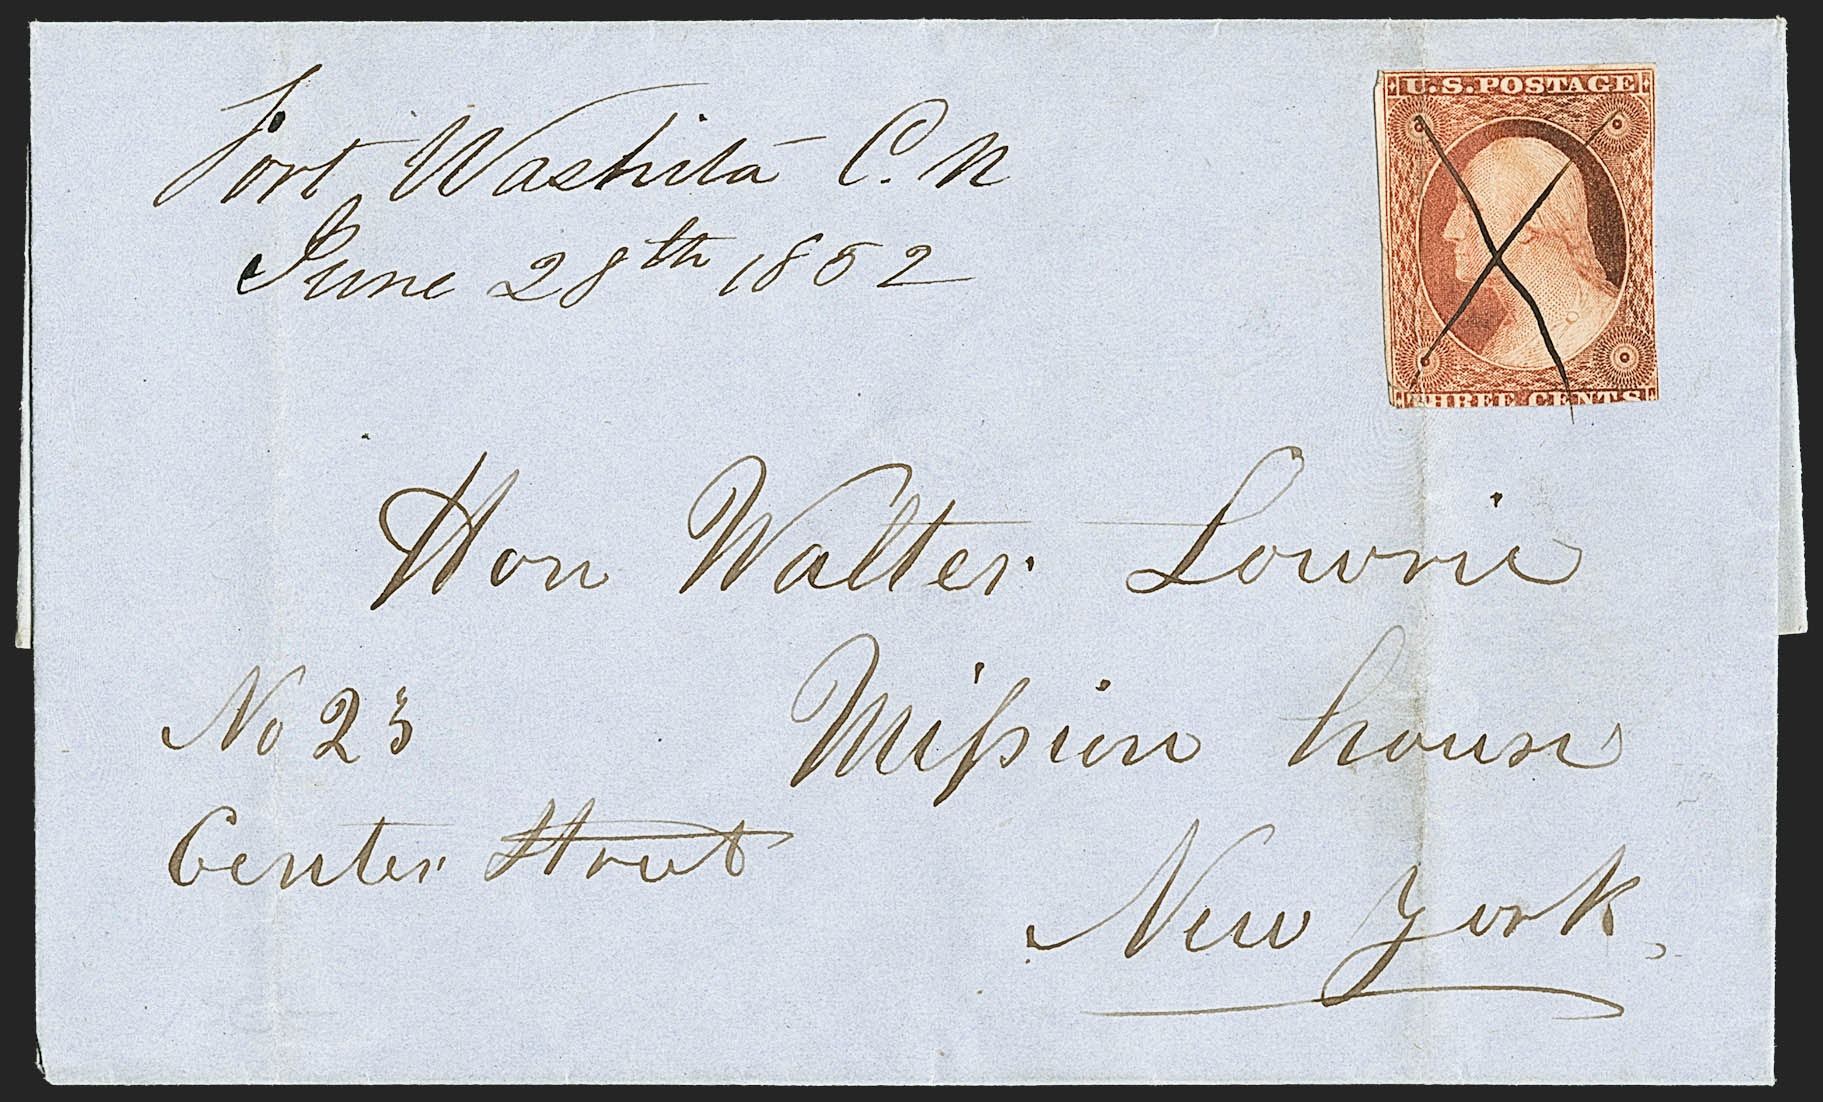 Fort Washita C. N
June 28th 1852
U.S. POSTAGE
THREE CENTS
Hon Walter Lowrie
Mission house
New York
No 23
Center Street